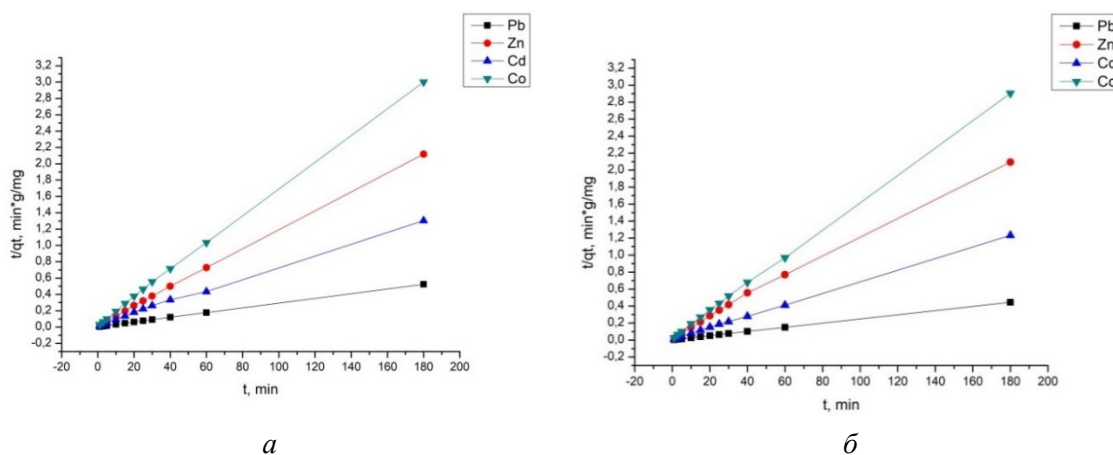 Pb
Zn
Cd
Co
3,2
3,0
2,8
2,6
2,4
2,2
2,0
1,8
1,6
1,4
1,2
1,0
0,8
0,6
0,4
0,2
0,0
-0,2
t/qt, min*g/mg
-20 0 20 40 60 80 100 120 140 160 180 200
t, min
а
Pb
Zn
Cd
Co
3,2
3,0
2,8
2,6
2,4
2,2
2,0
1,8
1,6
1,4
1,2
1,0
0,8
0,6
0,4
0,2
0,0
-0,2
t/qt, min*g/mg
-20 0 20 40 60 80 100 120 140 160 180 200
t, min
б